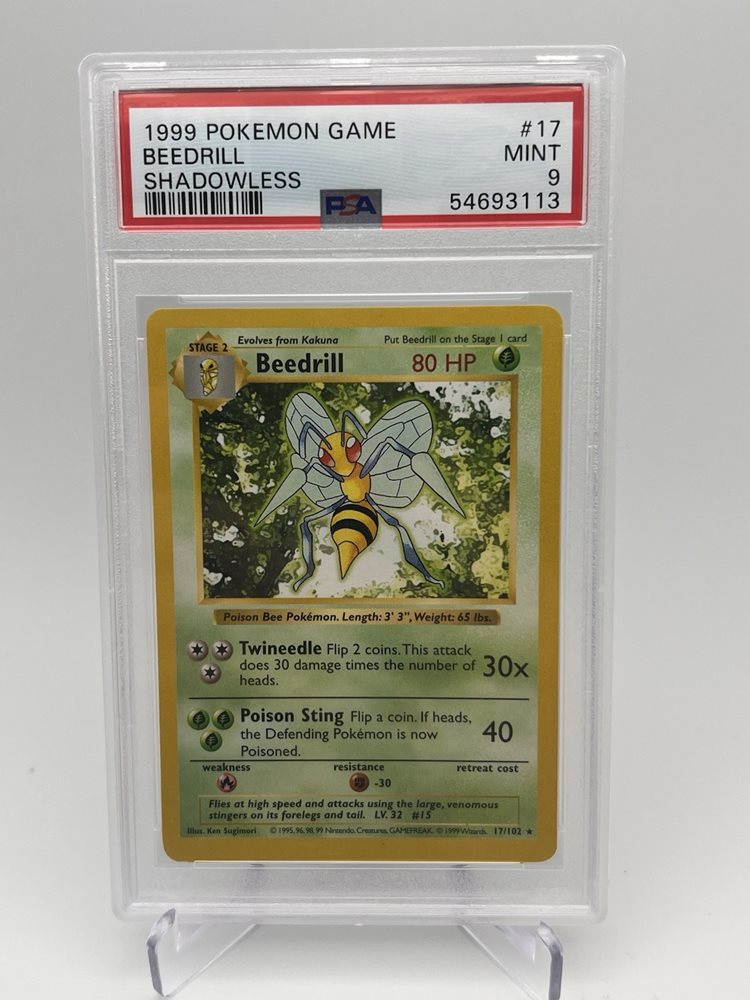 1999 POKEMON GAME #17
BEEDRILL MINT
SHADOWLESS 9
PSA 54693113
Evolves from Kakuna Put Beedrill on the Stage 1 card
STAGE 2
Beedrill 80 HP
Poison Bee Pokémon. Length: 3' 3", Weight: 65 lbs.
Twineedle Flip 2 coins. This attack
does 30 damage times the number of 30x
heads.
Poison Sting Flip a coin. If heads,
the Defending Pokémon is now 40
Poisoned.
weakness resistance retreat cost
-30
Flies at high speed and attacks using the large, venomous
stingers on its forelegs and tail. LV. 32 #15
Illus. Ken Sugimori © 1995, 96, 98, 99 Nintendo, Creatures, GAMEFREAK. © 1999 Wizards. 17/102 ★